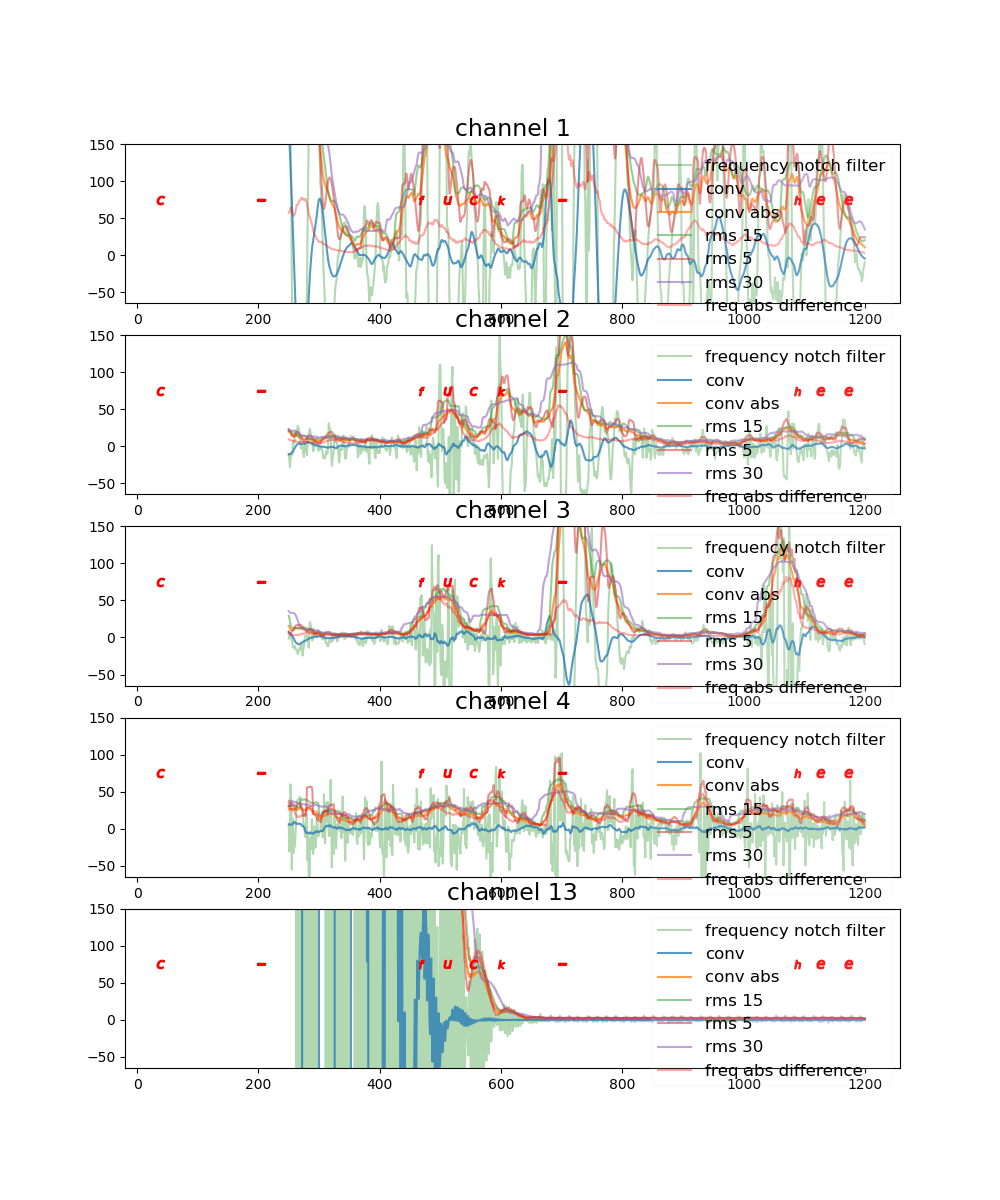 channel 1
150
100
50
0
−50
c – f u c k – h e e
frequency notch filter
conv
conv abs
rms 15
rms 5
rms 30
freq abs difference
0 200 400 600 800 1000 1200
channel 2
150
100
50
0
−50
c – f u c k – h e e
frequency notch filter
conv
conv abs
rms 15
rms 5
rms 30
freq abs difference
0 200 400 600 800 1000 1200
channel 3
150
100
50
0
−50
c – f u c k – h e e
frequency notch filter
conv
conv abs
rms 15
rms 5
rms 30
freq abs difference
0 200 400 600 800 1000 1200
channel 4
150
100
50
0
−50
c – f u c k – h e e
frequency notch filter
conv
conv abs
rms 15
rms 5
rms 30
freq abs difference
0 200 400 600 800 1000 1200
channel 13
150
100
50
0
−50
c – f u c k – h e e
frequency notch filter
conv
conv abs
rms 15
rms 5
rms 30
freq abs difference
0 200 400 600 800 1000 1200